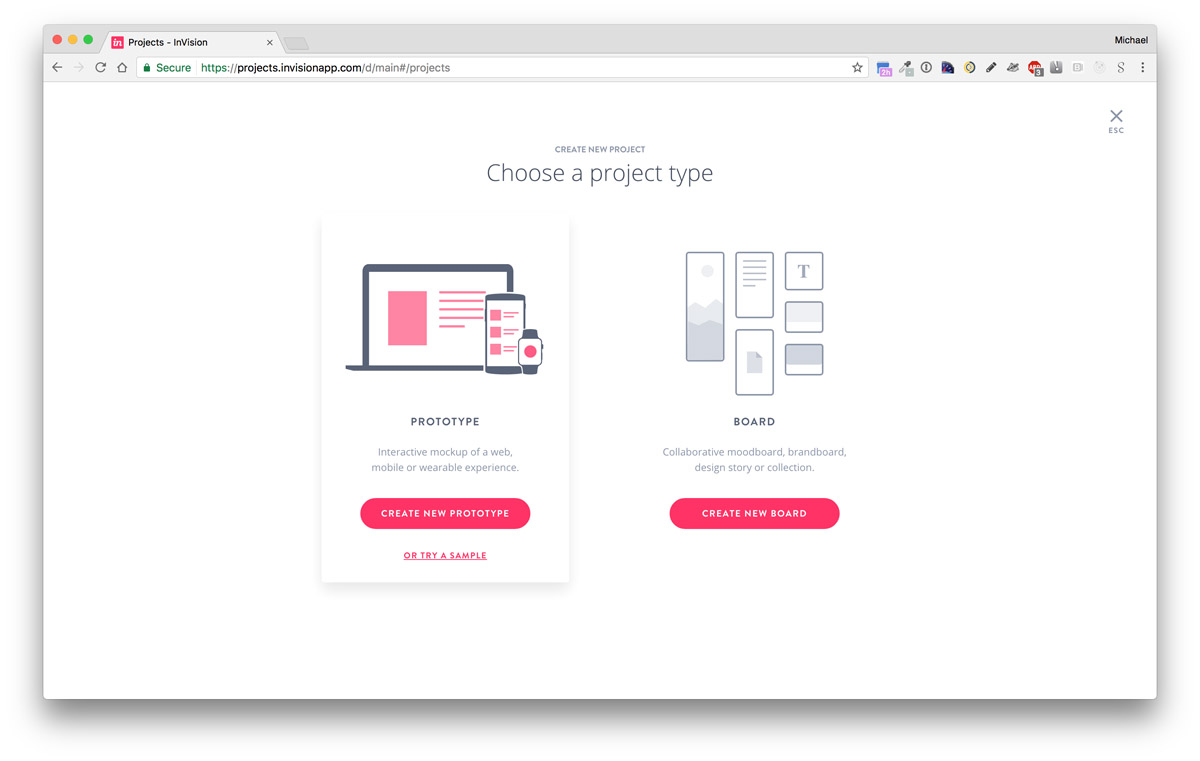 in Projects - InVision
Michael
Secure https://projects.invisionapp.com/d/main#/projects
2h
3
ESC
CREATE NEW PROJECT
Choose a project type
T
PROTOTYPE
Interactive mockup of a web,
mobile or wearable experience.
CREATE NEW PROTOTYPE
OR TRY A SAMPLE
BOARD
Collaborative moodboard, brandboard,
design story or collection.
CREATE NEW BOARD